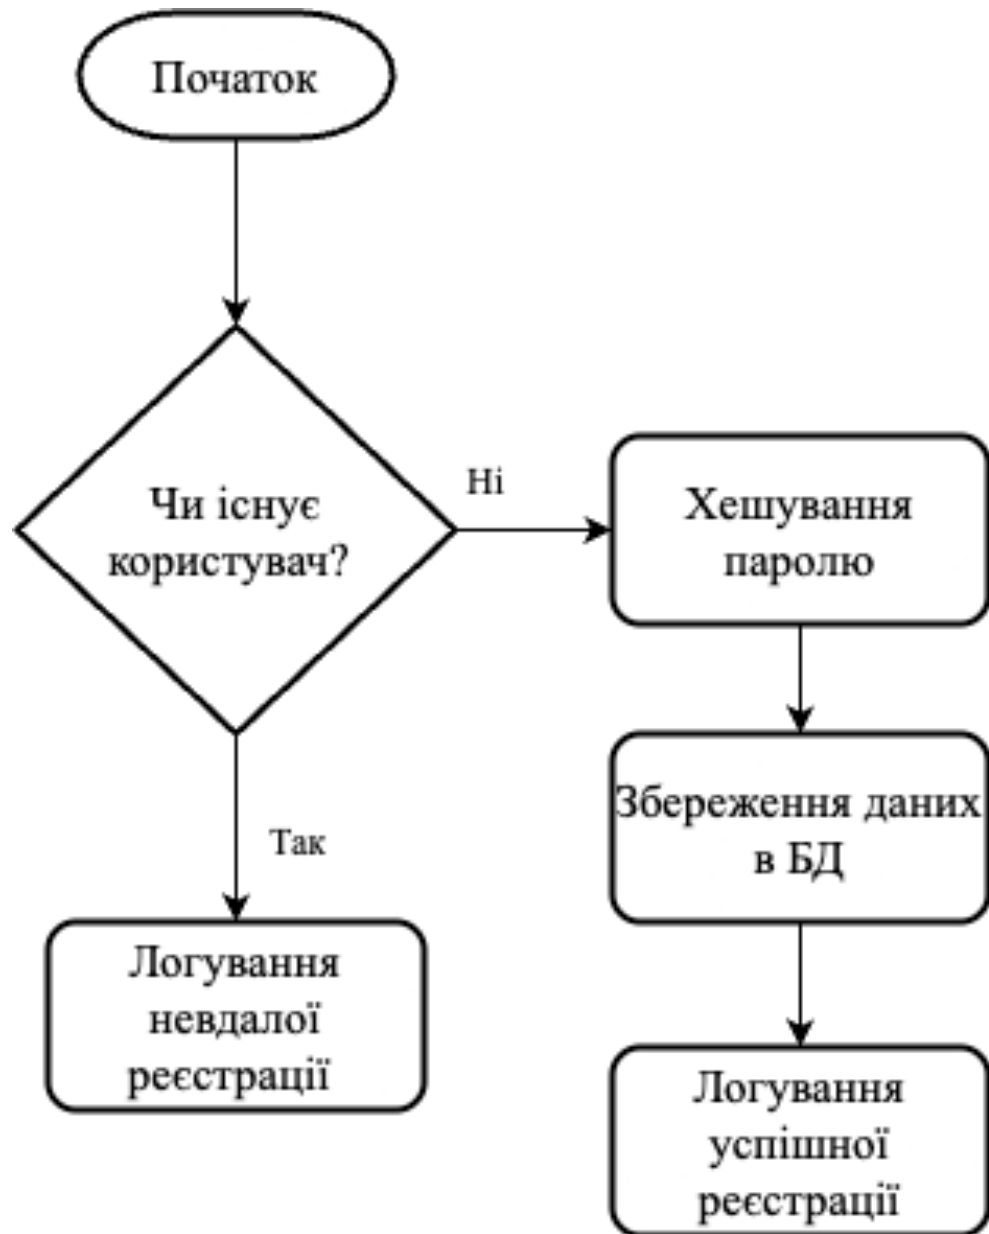 Початок
Чи існує
користувач?
Ні
Хешування
паролю
Збереження даних
в БД
Так
Логування
невдалої
реєстрації
Логування
успішної
реєстрації